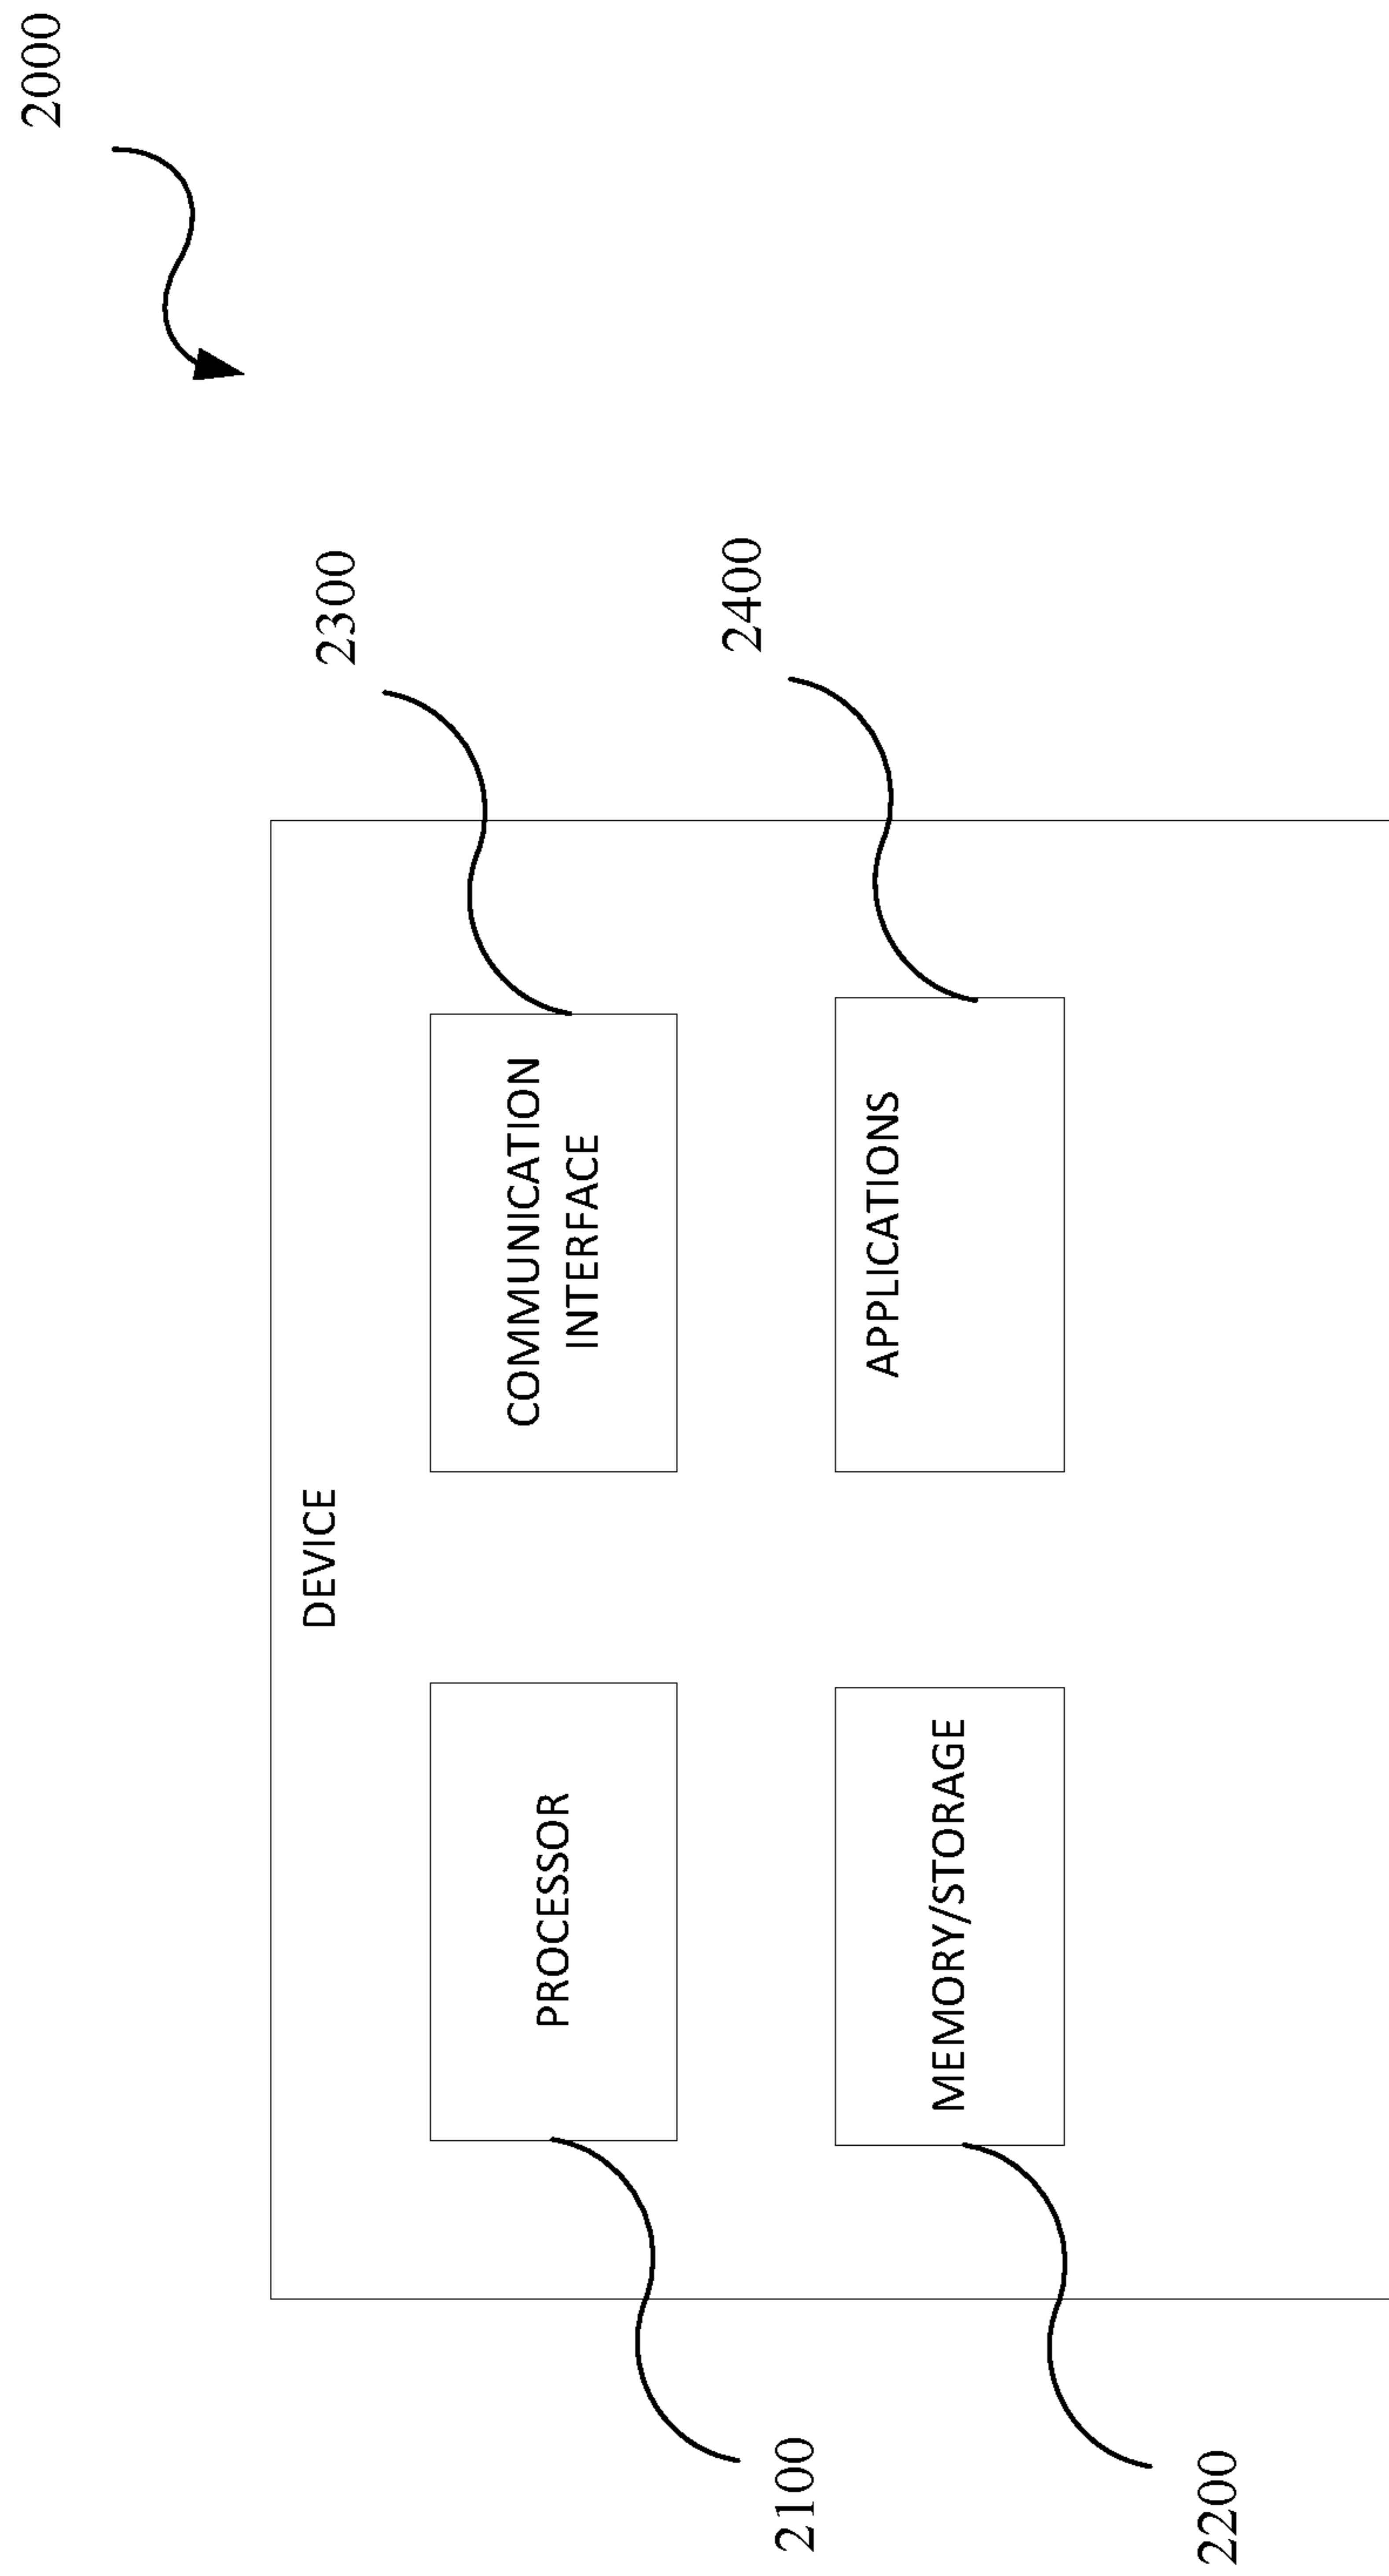 2000
DEVICE
2300
PROCESSOR
COMMUNICATION
INTERFACE
2100
2400
MEMORY/STORAGE
APPLICATIONS
2200